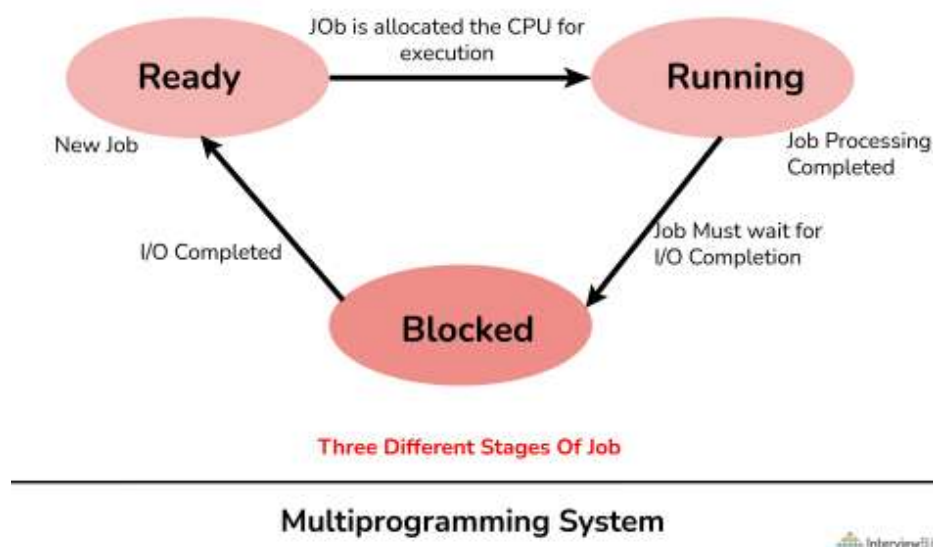 JOb is allocated the CPU for
execution
Ready
Running
New Job
Job Processing
Completed
I/O Completed
Job Must wait for
I/O Completion
Blocked
Three Different Stages Of Job
Multiprogramming System